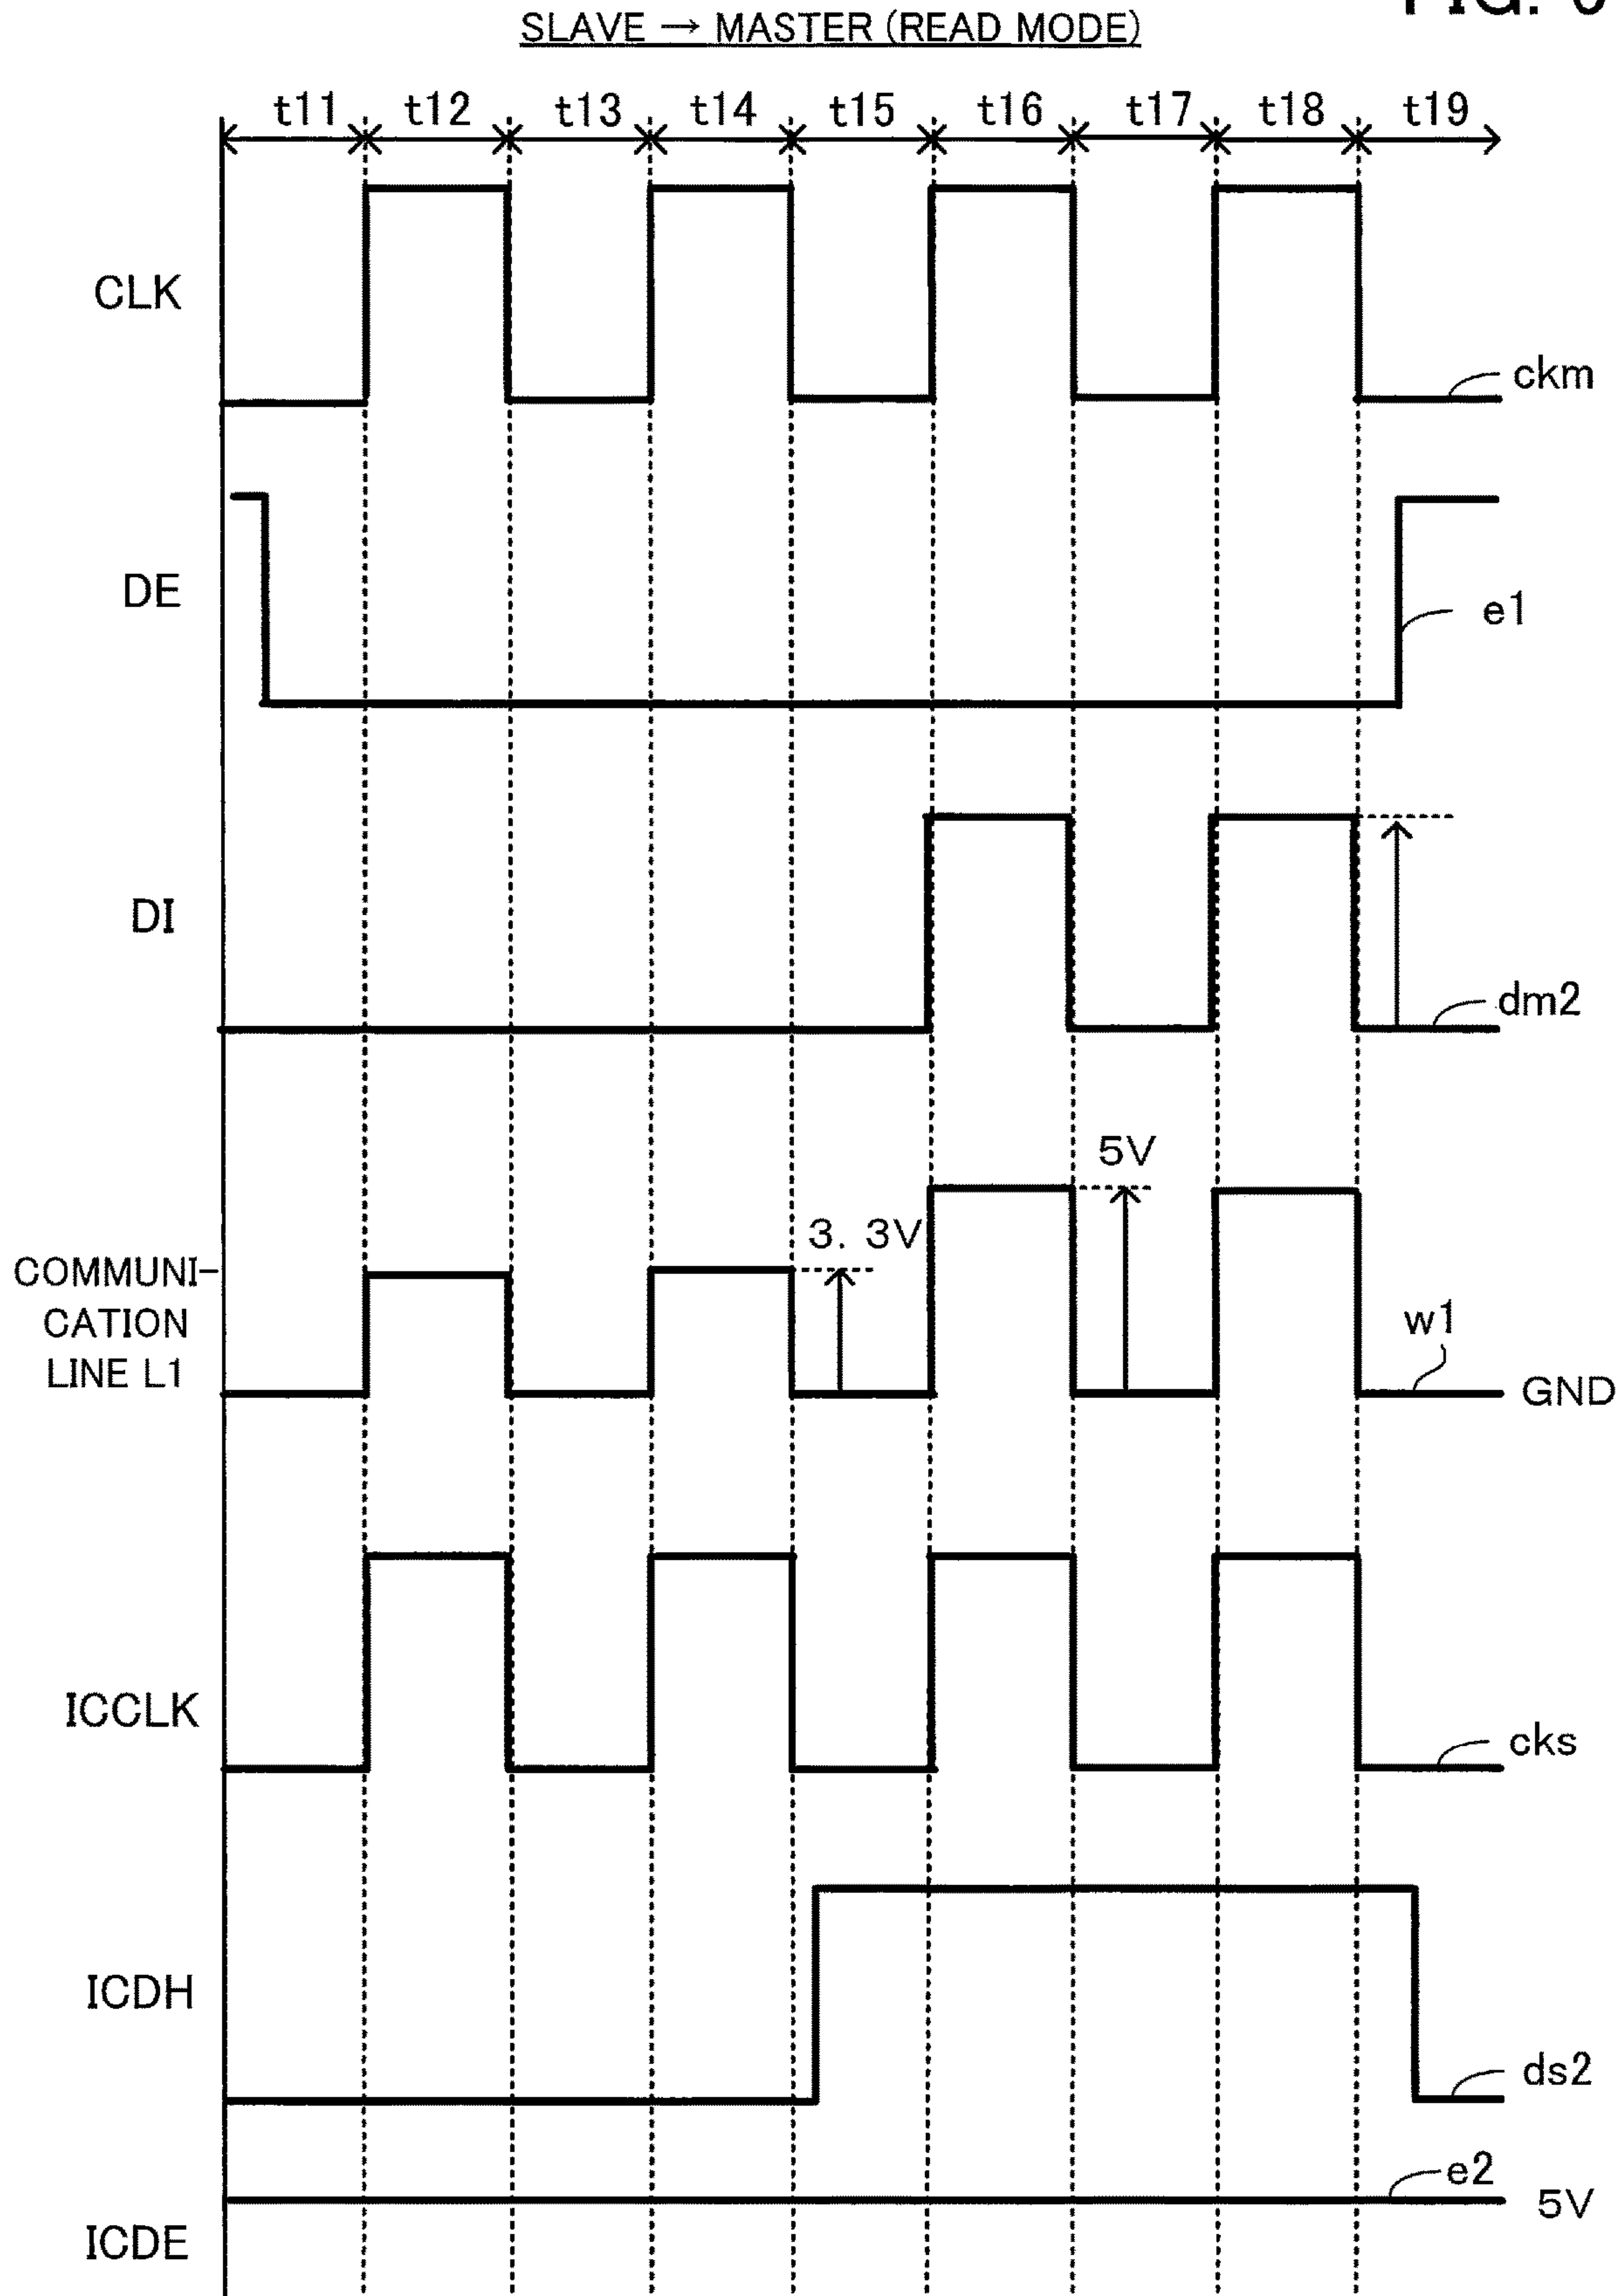 SLAVE → MASTER (READ MODE)
t11 t12 t13 t14 t15 t16 t17 t18 t19
CLK
ckm
DE
e1
DI
dm2
5V
3. 3V
COMMUNI-
CATION
LINE L1
w1
GND
ICCLK
cks
ICDH
ds2
e2
5V
ICDE